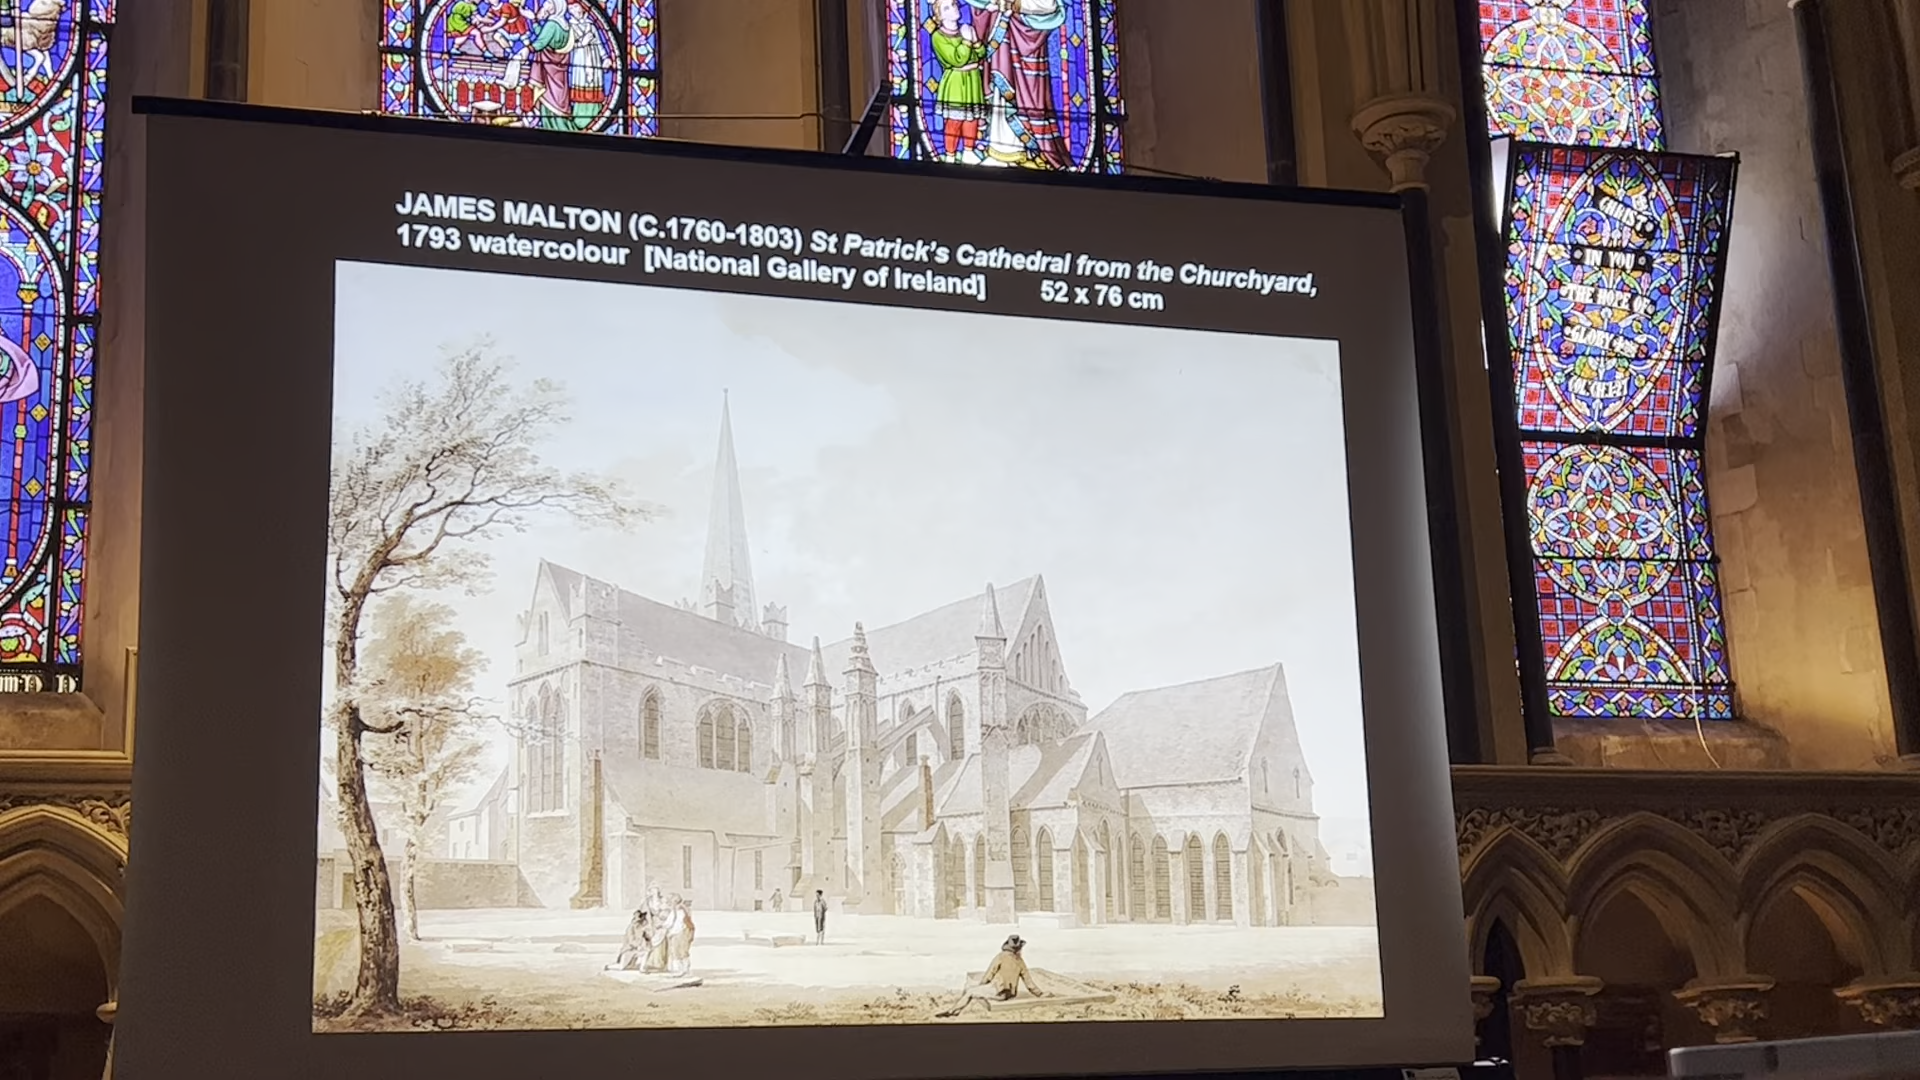 JAMES MALTON (C.1760-1803) St Patrick's Cathedral from the Churchyard,
1793 watercolour [National Gallery of Ireland] 52 x 76 cm
IN YOU
THE HOPE OF
GLORY